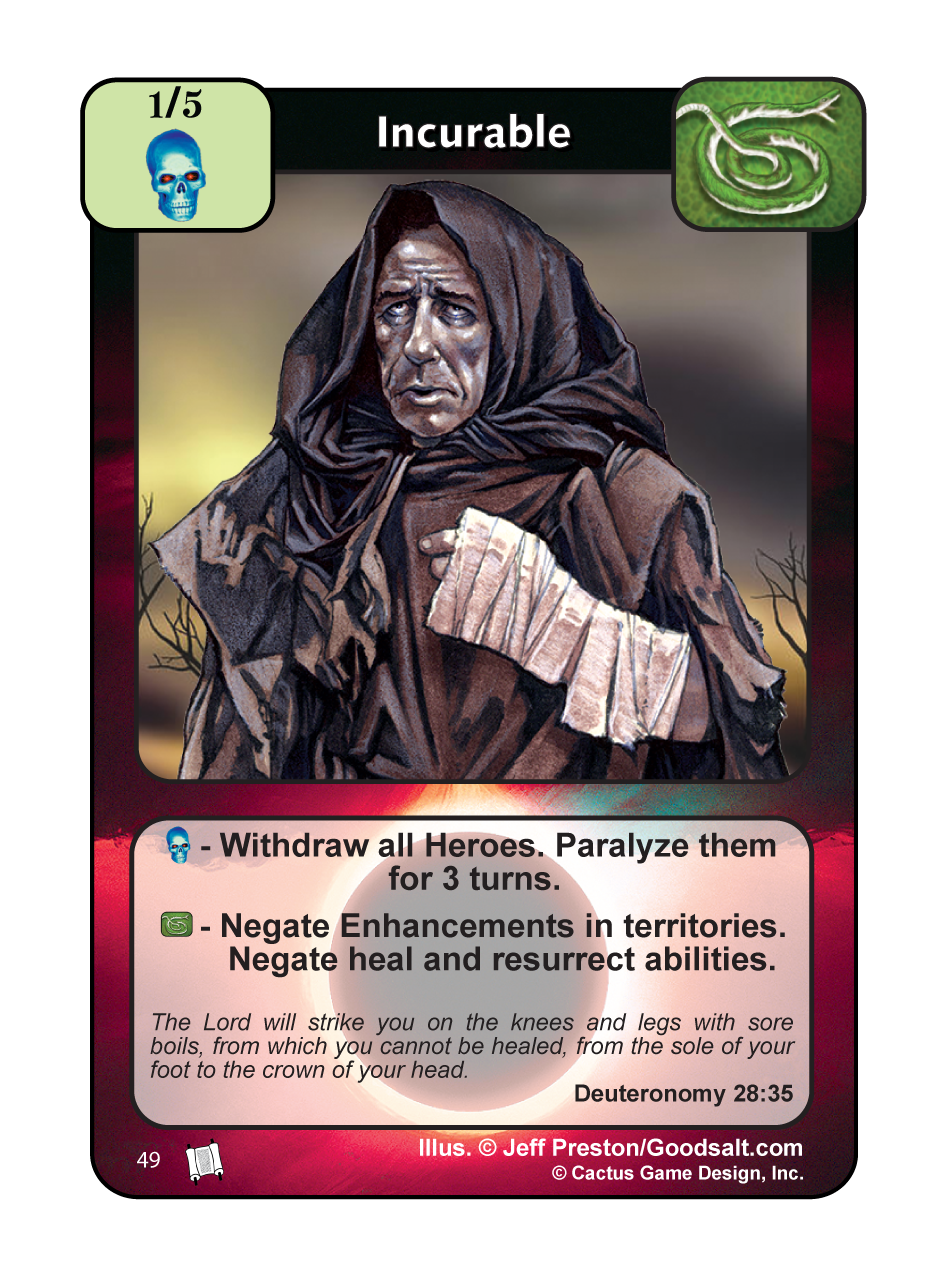 1/5
Incurable
- Withdraw all Heroes. Paralyze them
for 3 turns.
- Negate Enhancements in territories.
Negate heal and resurrect abilities.
The Lord will strike you on the knees and legs with sore
boils, from which you cannot be healed, from the sole of your
foot to the crown of your head.
Deuteronomy 28:35
49
Illus. © Jeff Preston/Goodsalt.com
© Cactus Game Design, Inc.